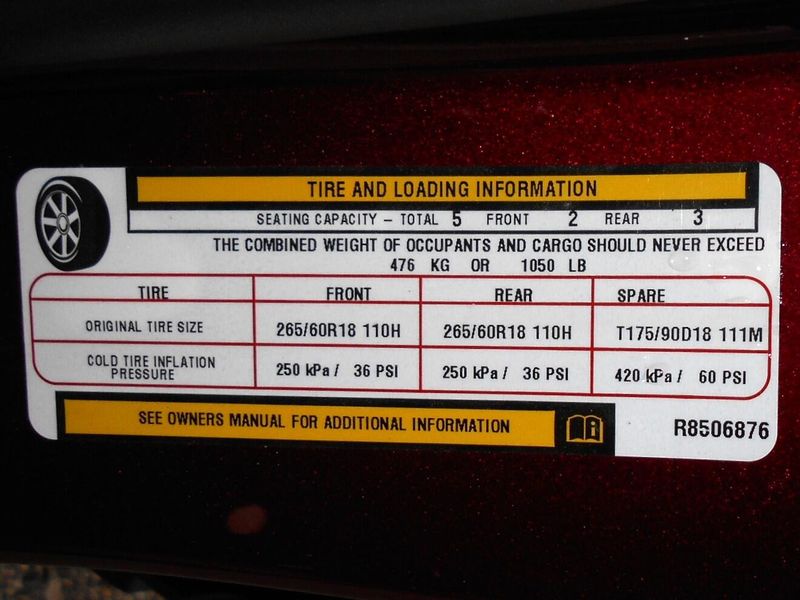 TIRE AND LOADING INFORMATION
SEATING CAPACITY – TOTAL 5 FRONT 2 REAR 3
THE COMBINED WEIGHT OF OCCUPANTS AND CARGO SHOULD NEVER EXCEED
476 KG OR 1050 LB
TIRE FRONT REAR SPARE
ORIGINAL TIRE SIZE 265/60R18 110H 265/60R18 110H T175/90D18 111M
COLD TIRE INFLATION
PRESSURE 250 kPa / 36 PSI 250 kPa / 36 PSI 420 kPa / 60 PSI
SEE OWNERS MANUAL FOR ADDITIONAL INFORMATION
R8506876